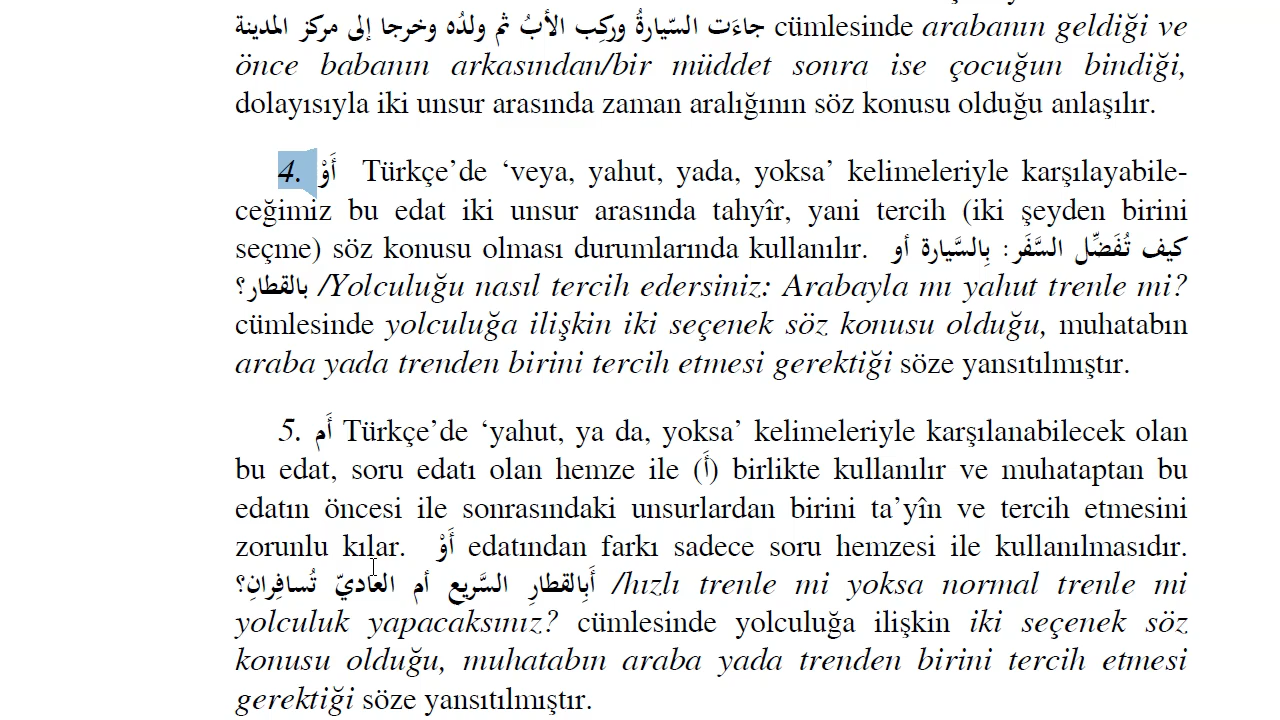 جاءَت السّيارةُ وركِب الأبُ ثم ولدُه وخرجا إلى مركز المدينة cümlesinde arabanın geldiği ve
önce babanın arkasından/bir müddet sonra ise çocuğun bindiği,
dolayısıyla iki unsur arasında zaman aralığının söz konusu olduğu anlaşılır.
4. أَوْ Türkçe’de ‘veya, yahut, yada, yoksa’ kelimeleriyle karşılayabile-
ceğimiz bu edat iki unsur arasında tahyîr, yani tercih (iki şeyden birini
seçme) söz konusu olması durumlarında kullanılır. كيف تُفَضِّل السَّفَر: بِالسَّيارة أو
بالقطار؟ /Yolculuğu nasıl tercih edersiniz: Arabayla mı yahut trenle mi?
cümlesinde yolculuğa ilişkin iki seçenek söz konusu olduğu, muhatabın
araba yada trenden birini tercih etmesi gerektiği söze yansıtılmıştır.
5. أَم Türkçe’de ‘yahut, ya da, yoksa’ kelimeleriyle karşılanabilecek olan
bu edat, soru edatı olan hemze ile (أَ) birlikte kullanılır ve muhataptan bu
edatın öncesi ile sonrasındaki unsurlardan birini ta’yîn ve tercih etmesini
zorunlu kılar. أَوْ edatından farkı sadece soru hemzesi ile kullanılmasıdır.
أَبِالقطارِ السَّريع أم العاديّ تُسافِرانِ؟ /hızlı trenle mi yoksa normal trenle mi
yolculuk yapacaksınız? cümlesinde yolculuğa ilişkin iki seçenek söz
konusu olduğu, muhatabın araba yada trenden birini tercih etmesi
gerektiği söze yansıtılmıştır.